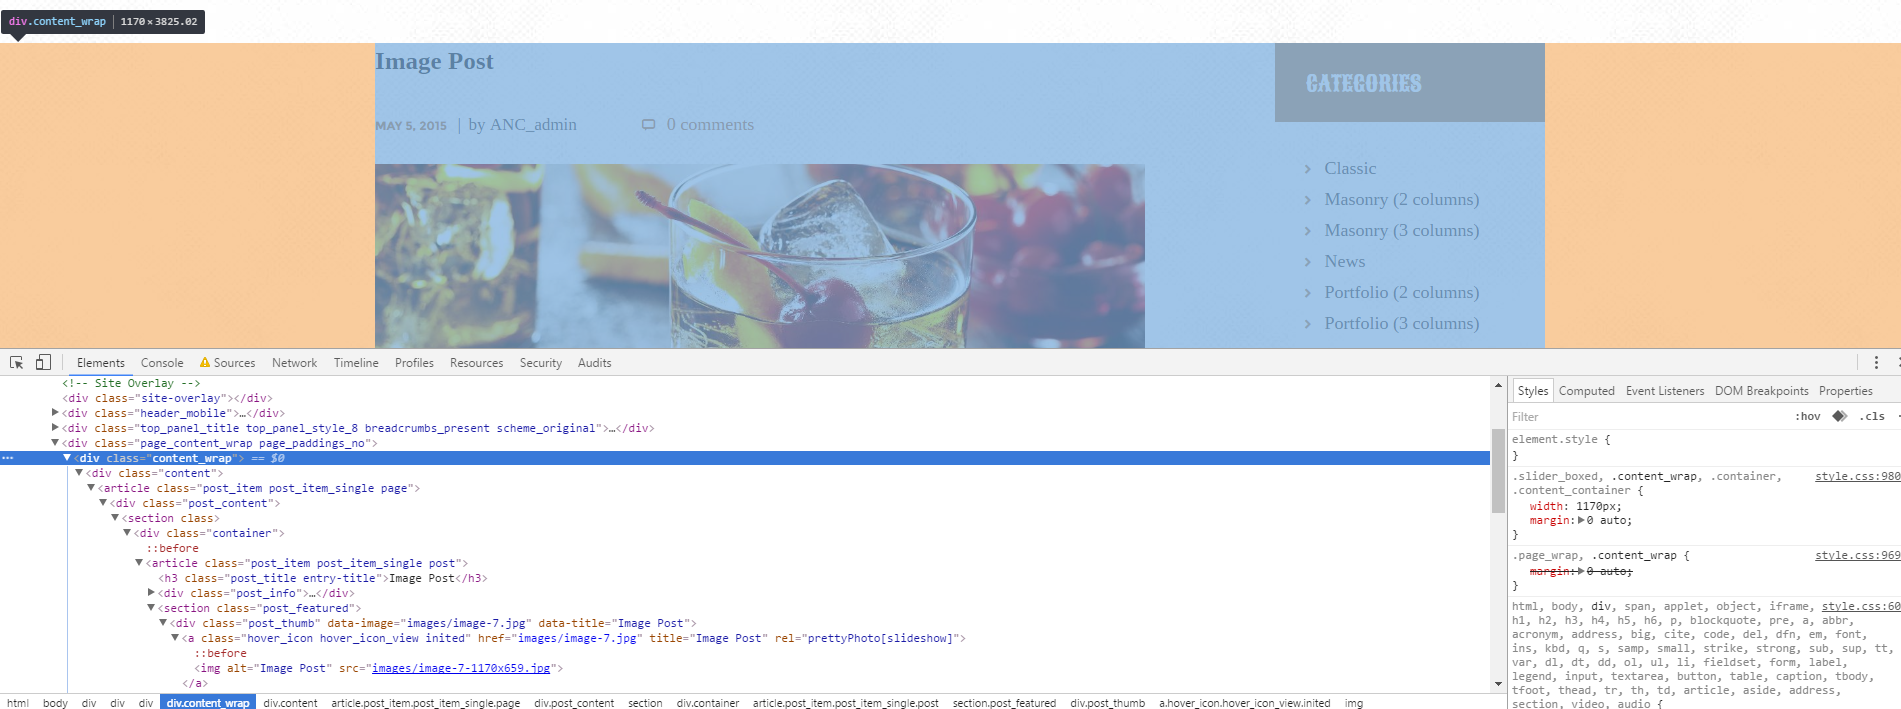 div.content_wrap | 1170 × 3825.02
Image Post
CATEGORIES
MAY 5, 2015 | by ANC_admin 0 comments
Classic
Masonry (2 columns)
Masonry (3 columns)
News
Portfolio (2 columns)
Portfolio (3 columns)
Elements Console Sources Network Timeline Profiles Resources Security Audits
<!-- Site Overlay -->
<div class="site-overlay"></div>
<div class="header_mobile">…</div>
<div class="top_panel_title top_panel_style_8 breadcrumbs_present scheme_original">…</div>
<div class="page_content_wrap page_paddings_no">
<div class="content_wrap"> == $0
<div class="content">
<article class="post_item post_item_single page">
<div class="post_content">
<section class>
<div class="container">
::before
<article class="post_item post_item_single post">
<h3 class="post_title entry-title">Image Post</h3>
<div class="post_info">…</div>
<section class="post_featured">
<div class="post_thumb" data-image="images/image-7.jpg" data-title="Image Post">
<a class="hover_icon hover_icon_view inited" href="images/image-7.jpg" title="Image Post" rel="prettyPhoto[slideshow]">
::before
<img alt="Image Post" src="images/image-7-1170x659.jpg">
</a>
html body div div div div.content_wrap div.content article.post_item.post_item_single.page div.post_content section div.container article.post_item.post_item_single.post section.post_featured div.post_thumb a.hover_icon.hover_icon_view.inited img
Styles Computed Event Listeners DOM Breakpoints Properties
Filter :hov .cls
element.style {
}
.slider_boxed, .content_wrap, .container, style.css:980
.content_container {
width: 1170px;
margin: 0 auto;
}
.page_wrap, .content_wrap { style.css:969
margin: 0 auto;
}
html, body, div, span, applet, object, iframe, style.css:60
h1, h2, h3, h4, h5, h6, p, blockquote, pre, a, abbr,
acronym, address, big, cite, code, del, dfn, em, font,
ins, kbd, q, s, samp, small, strike, strong, sub, sup, tt,
var, dl, dt, dd, ol, ul, li, fieldset, form, label,
legend, input, textarea, button, table, caption, tbody,
tfoot, thead, tr, th, td, article, aside, address,
section, video, audio {